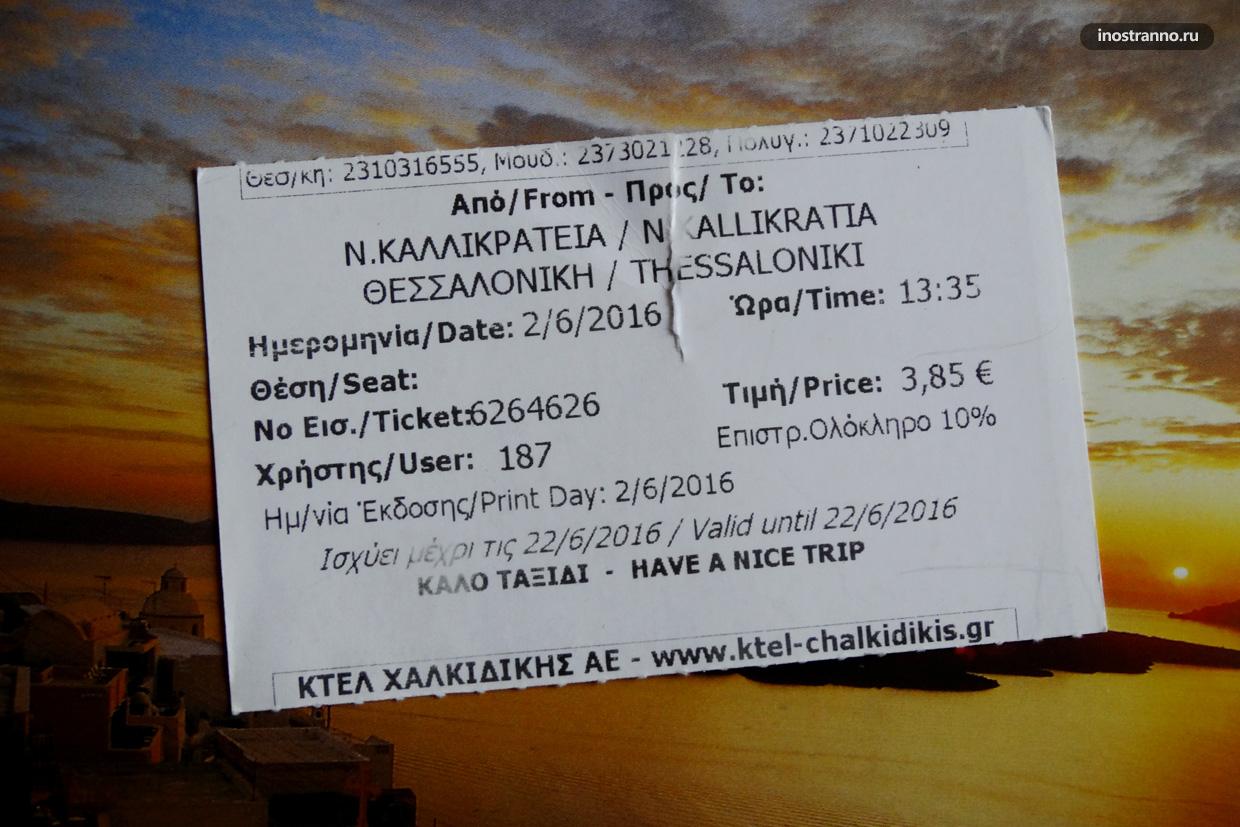 inostranno.ru
Θεσ/κη: 2310316555, Μουδ.: 28, Πολυγ.: 2371022309
Από/From - Προς/ To:
Ν.ΚΑΛΛΙΚΡΑΤΕΙΑ / N KALLIKRATIA
ΘΕΣΣΑΛΟΝΙΚΗ / THESSALONIKI
Ημερομηνία/Date: 2/6/2016 Ώρα/Time: 13:35
Θέση/Seat:
Νο Εισ./Ticket:6264626 Τιμή/Price: 3,85 €
Χρήστης/User: 187 Επιστρ.Ολόκληρο 10%
Ημ/νία Έκδοσης/Print Day: 2/6/2016
Ισχύει μέχρι τις 22/6/2016 / Valid until 22/6/2016
ΚΑΛΟ ΤΑΞΙΔΙ - HAVE A NICE TRIP
ΚΤΕΛ ΧΑΛΚΙΔΙΚΗΣ ΑΕ - www.ktel-chalkidikis.gr